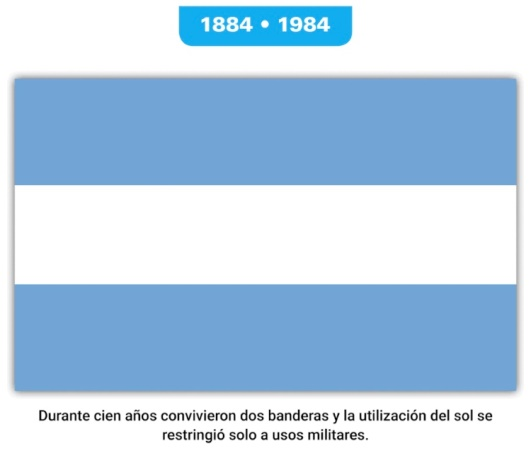 1884 • 1984
Durante cien años convivieron dos banderas y la utilización del sol se
restringió solo a usos militares.